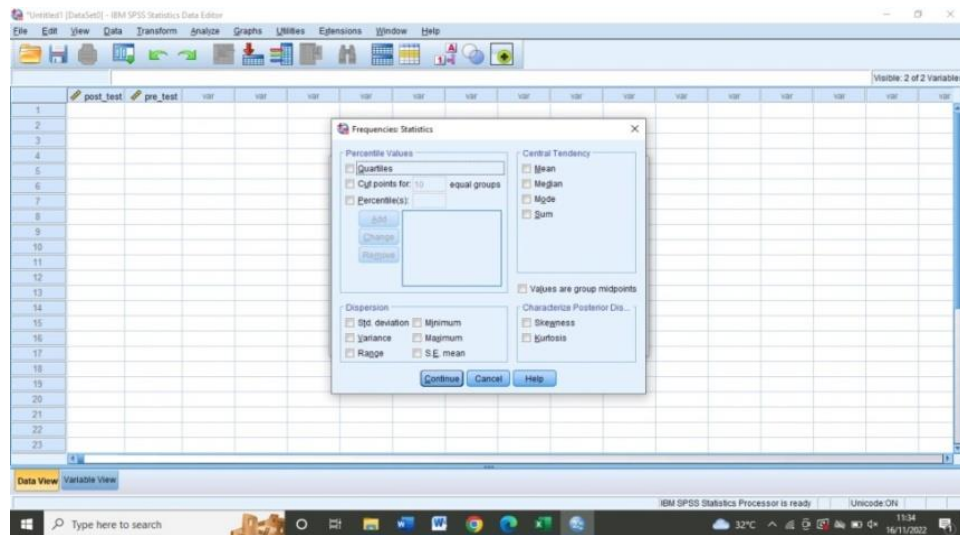 *Untitled1 [DataSet0] - IBM SPSS Statistics Data Editor
File Edit View Data Transform Analyze Graphs Utilities Extensions Window Help
Visible: 2 of 2 Variables
post_test pre_test var var var var var var var var var var var var var var var
1
2
3
4
5
6
7
8
9
10
11
12
13
14
15
16
17
18
19
20
21
22
23
Frequencies: Statistics
Percentile Values
Quartiles
Cut points for: 10 equal groups
Percentile(s):
Add
Change
Remove
Central Tendency
Mean
Median
Mode
Sum
Values are group midpoints
Dispersion
Std. deviation Minimum
Variance Maximum
Range S.E. mean
Characterize Posterior Dis...
Skewness
Kurtosis
Continue Cancel Help
Data View Variable View
IBM SPSS Statistics Processor is ready Unicode:ON
Type here to search
32°C
11:34
16/11/2022